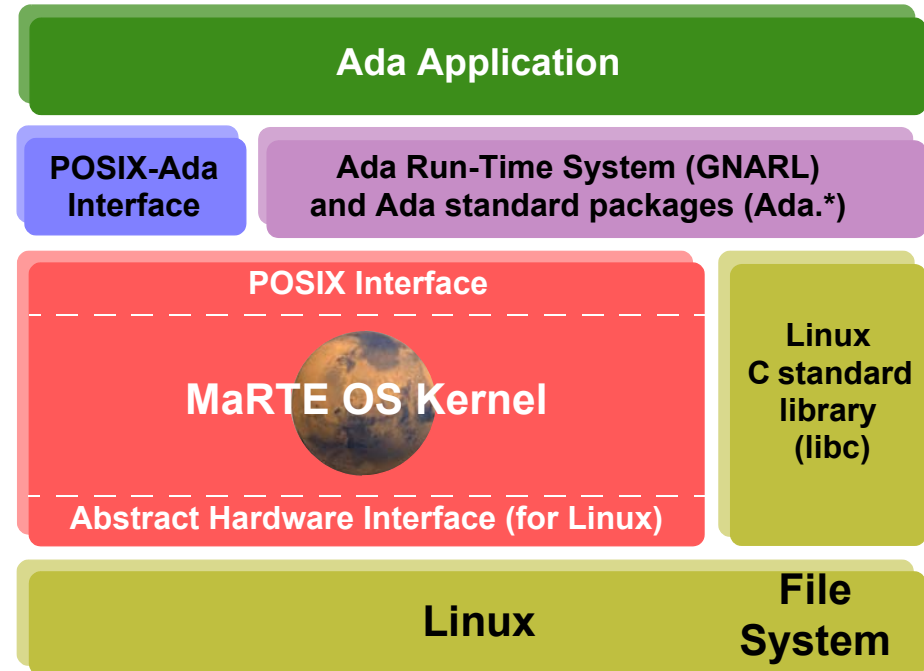 Ada Application
POSIX-Ada
Interface
Ada Run-Time System (GNARL)
and Ada standard packages (Ada.*)
POSIX Interface
MaRTE OS Kernel
Abstract Hardware Interface (for Linux)
Linux
C standard
library
(libc)
Linux
File
System